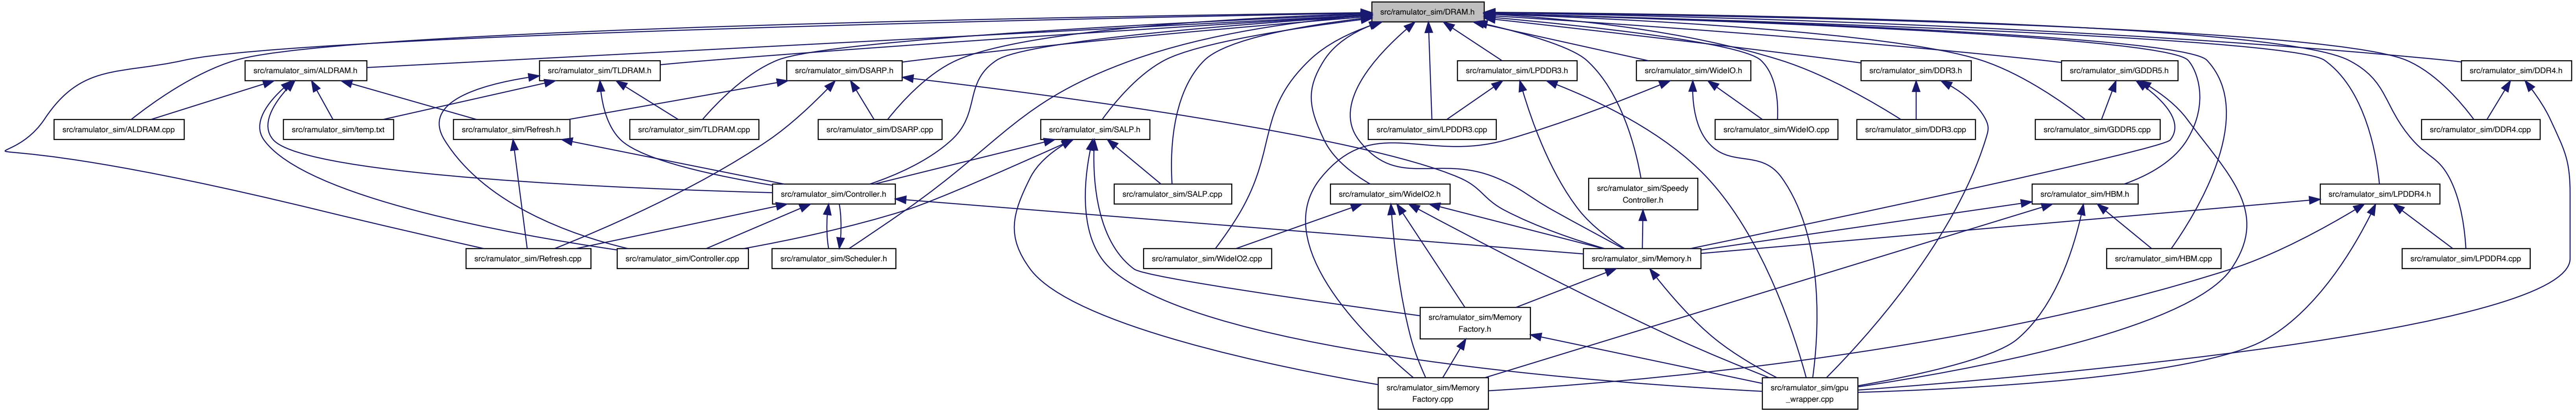 src/ramulator_sim/DRAM.h
src/ramulator_sim/ALDRAM.h
src/ramulator_sim/TLDRAM.h
src/ramulator_sim/DSARP.h
src/ramulator_sim/LPDDR3.h
src/ramulator_sim/WideIO.h
src/ramulator_sim/DDR3.h
src/ramulator_sim/GDDR5.h
src/ramulator_sim/DDR4.h
src/ramulator_sim/ALDRAM.cpp
src/ramulator_sim/temp.txt
src/ramulator_sim/Refresh.h
src/ramulator_sim/TLDRAM.cpp
src/ramulator_sim/DSARP.cpp
src/ramulator_sim/SALP.h
src/ramulator_sim/LPDDR3.cpp
src/ramulator_sim/WideIO.cpp
src/ramulator_sim/DDR3.cpp
src/ramulator_sim/GDDR5.cpp
src/ramulator_sim/DDR4.cpp
src/ramulator_sim/Controller.h
src/ramulator_sim/SALP.cpp
src/ramulator_sim/WideIO2.h
src/ramulator_sim/Speedy
Controller.h
src/ramulator_sim/HBM.h
src/ramulator_sim/LPDDR4.h
src/ramulator_sim/Refresh.cpp
src/ramulator_sim/Controller.cpp
src/ramulator_sim/Scheduler.h
src/ramulator_sim/WideIO2.cpp
src/ramulator_sim/Memory.h
src/ramulator_sim/HBM.cpp
src/ramulator_sim/LPDDR4.cpp
src/ramulator_sim/Memory
Factory.h
src/ramulator_sim/Memory
Factory.cpp
src/ramulator_sim/gpu
_wrapper.cpp